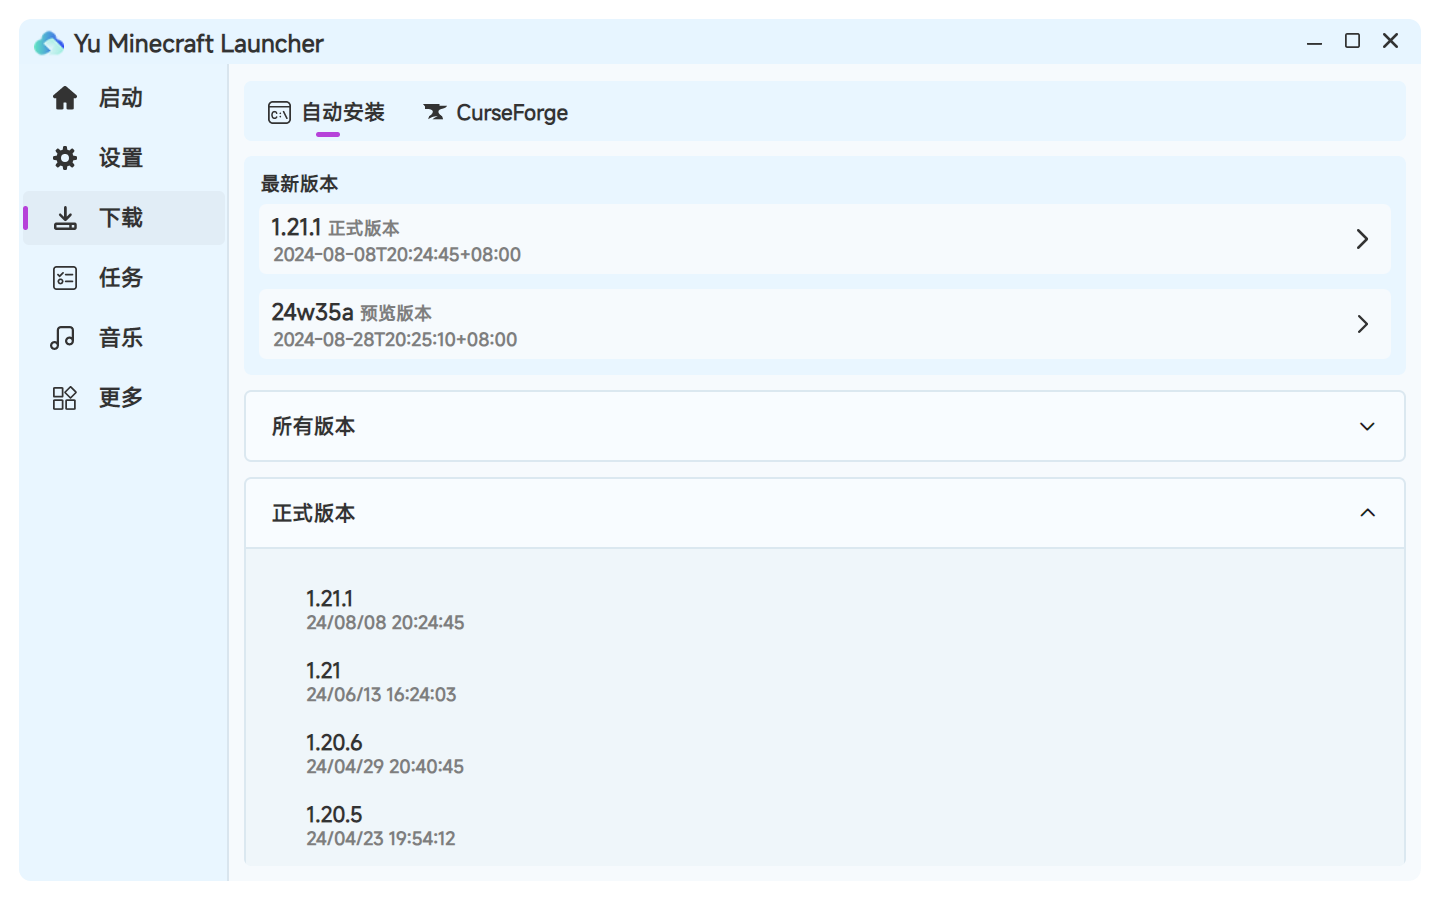 Yu Minecraft Launcher
启动
设置
下载
任务
音乐
更多
C:\ 自动安装 CurseForge
最新版本
1.21.1 正式版本
2024-08-08T20:24:45+08:00
24w35a 预览版本
2024-08-28T20:25:10+08:00
所有版本
正式版本
1.21.1
24/08/08 20:24:45
1.21
24/06/13 16:24:03
1.20.6
24/04/29 20:40:45
1.20.5
24/04/23 19:54:12